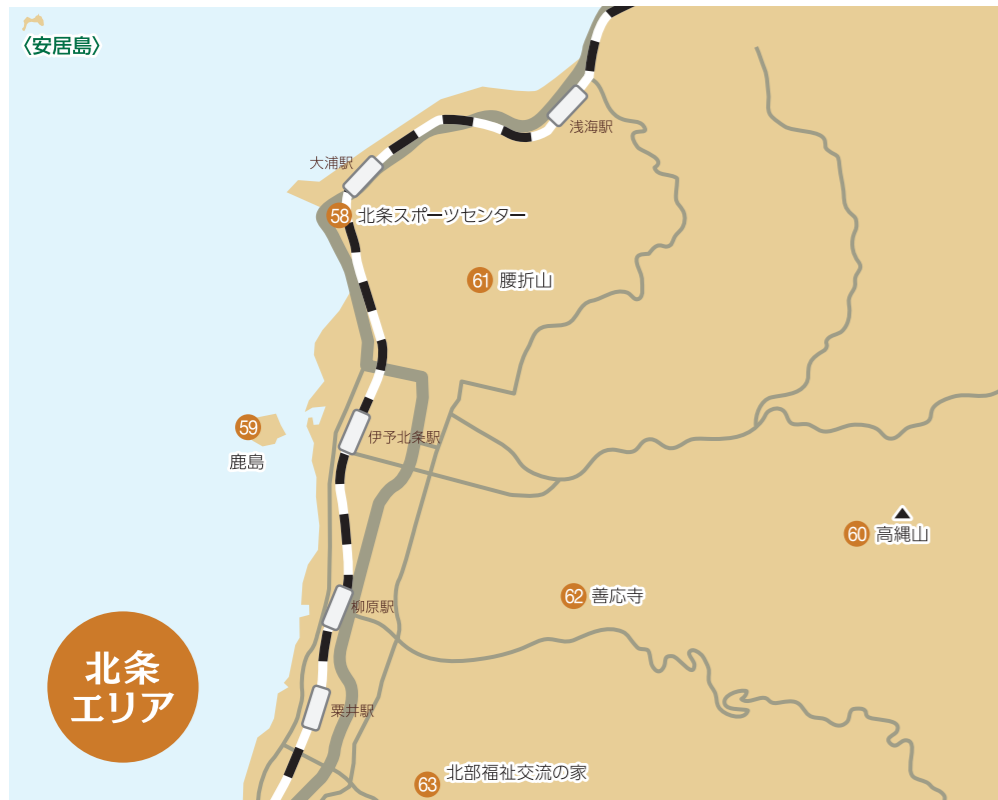 〈安居島〉
浅海駅
大浦駅
58 北条スポーツセンター
61 腰折山
59
鹿島
伊予北条駅
60 高縄山
62 善応寺
柳原駅
北条
エリア
粟井駅
63 北部福祉交流の家